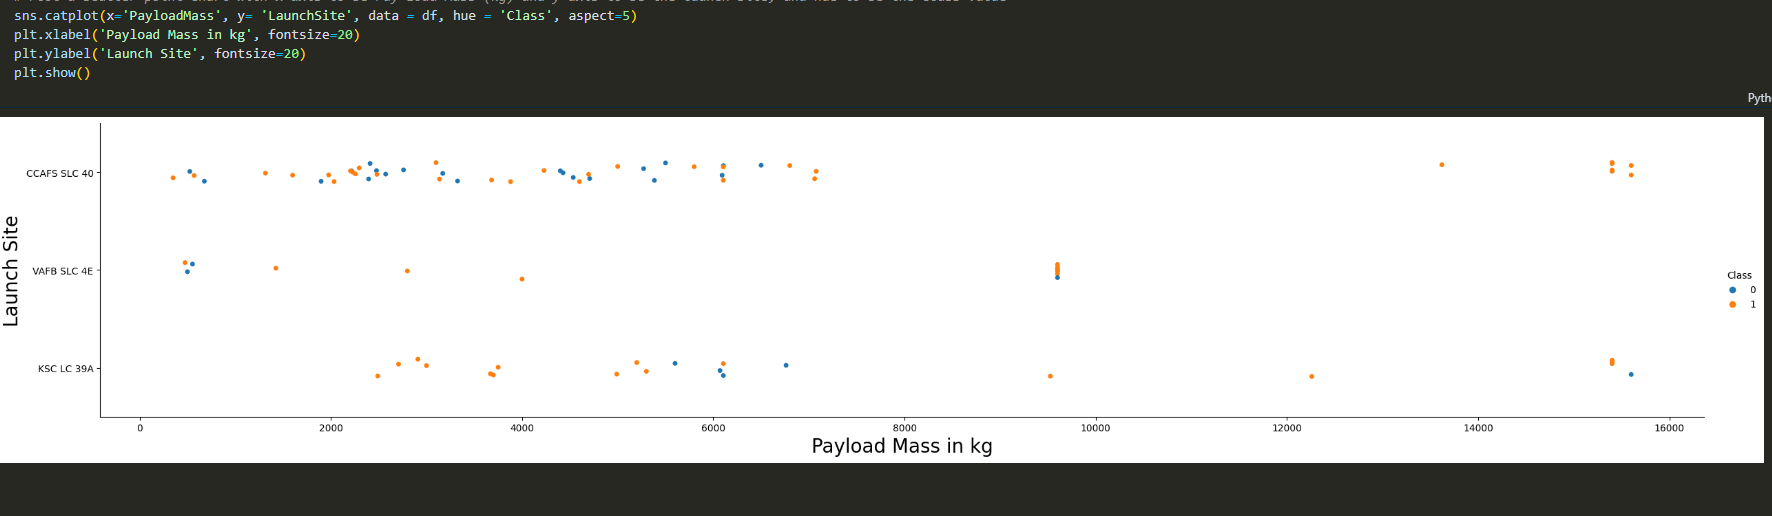 sns.catplot(x='PayloadMass', y= 'LaunchSite', data = df, hue = 'Class', aspect=5)
plt.xlabel('Payload Mass in kg', fontsize=20)
plt.ylabel('Launch Site', fontsize=20)
plt.show()
CCAFS SLC 40
VAFB SLC 4E
KSC LC 39A
Launch Site
0 2000 4000 6000 8000 10000 12000 14000 16000
Payload Mass in kg
Class
0
1